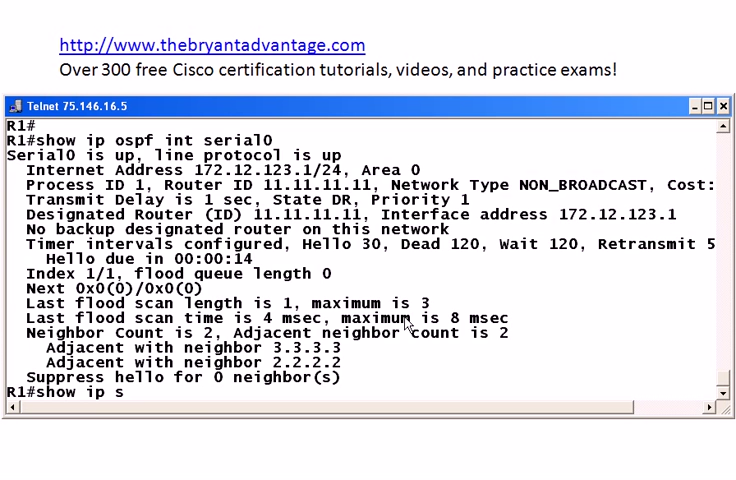 http://www.thebryantadvantage.com
Over 300 free Cisco certification tutorials, videos, and practice exams!
Telnet 75.146.16.5
R1#
R1#show ip ospf int serial0
Serial0 is up, line protocol is up
Internet Address 172.12.123.1/24, Area 0
Process ID 1, Router ID 11.11.11.11, Network Type NON_BROADCAST, Cost:
Transmit Delay is 1 sec, State DR, Priority 1
Designated Router (ID) 11.11.11.11, Interface address 172.12.123.1
No backup designated router on this network
Timer intervals configured, Hello 30, Dead 120, Wait 120, Retransmit 5
Hello due in 00:00:14
Index 1/1, flood queue length 0
Next 0x0(0)/0x0(0)
Last flood scan length is 1, maximum is 3
Last flood scan time is 4 msec, maximum is 8 msec
Neighbor Count is 2, Adjacent neighbor count is 2
Adjacent with neighbor 3.3.3.3
Adjacent with neighbor 2.2.2.2
Suppress hello for 0 neighbor(s)
R1#show ip s